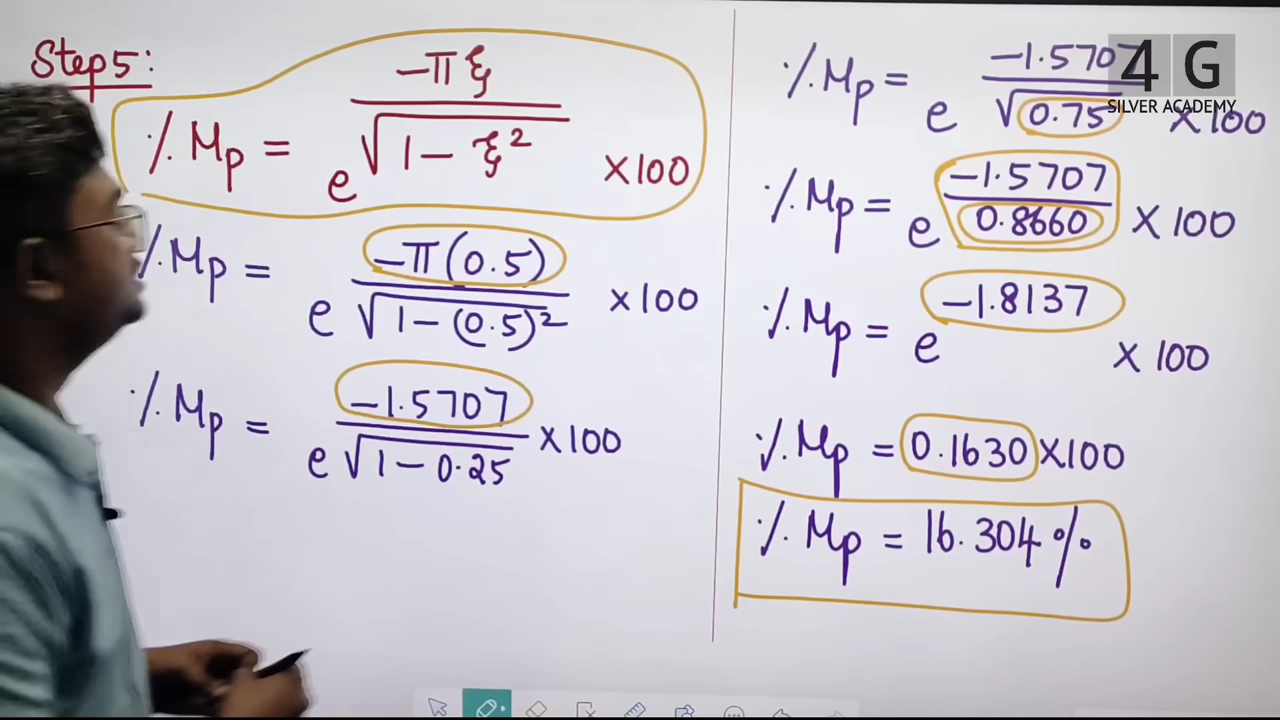 Step 5:
%Mp = e^(-πξ / √(1-ξ²)) ×100
%Mp = e^(-π(0.5) / √(1-(0.5)²)) ×100
%Mp = e^(-1.5707 / √(1-0.25)) ×100
%Mp = e^(-1.5707 / √0.75) ×100
%Mp = e^(-1.5707 / 0.8660) ×100
%Mp = e^(-1.8137) ×100
%Mp = 0.1630 ×100
%Mp = 16.304%
4G
SILVER ACADEMY